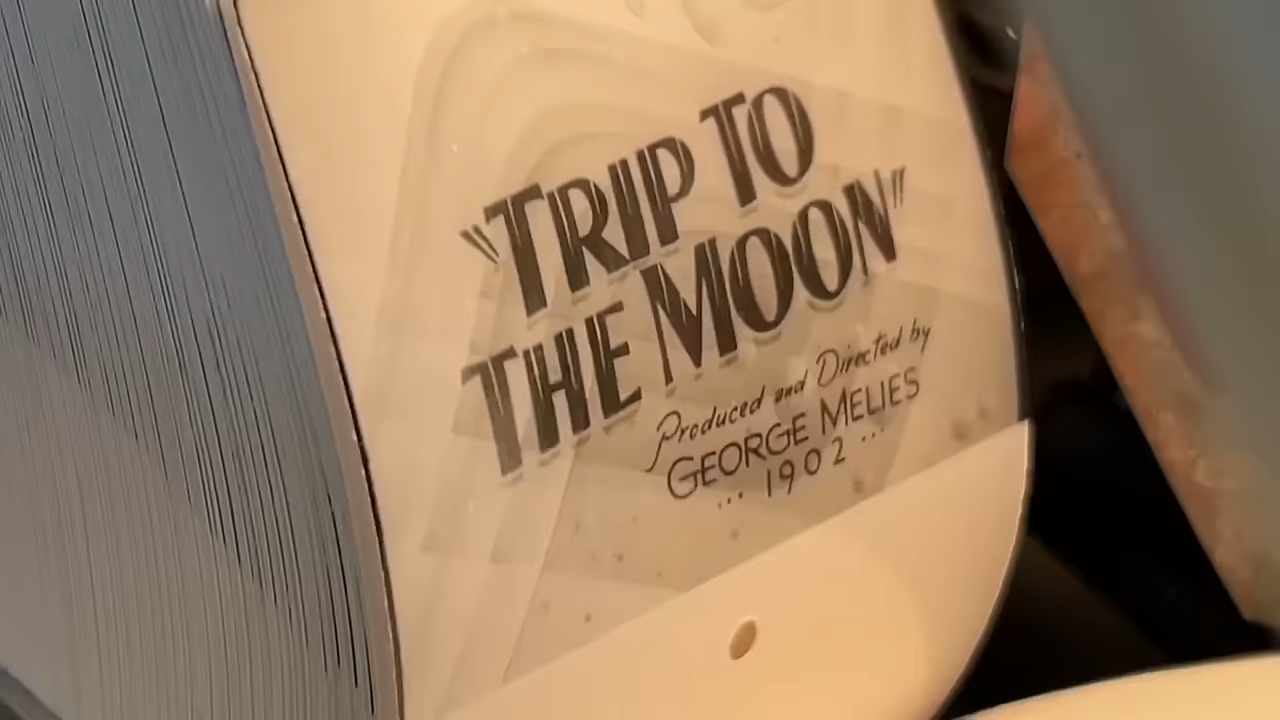 "TRIP TO
THE MOON"
Produced and Directed by
GEORGE MELIES
... 1902 ...